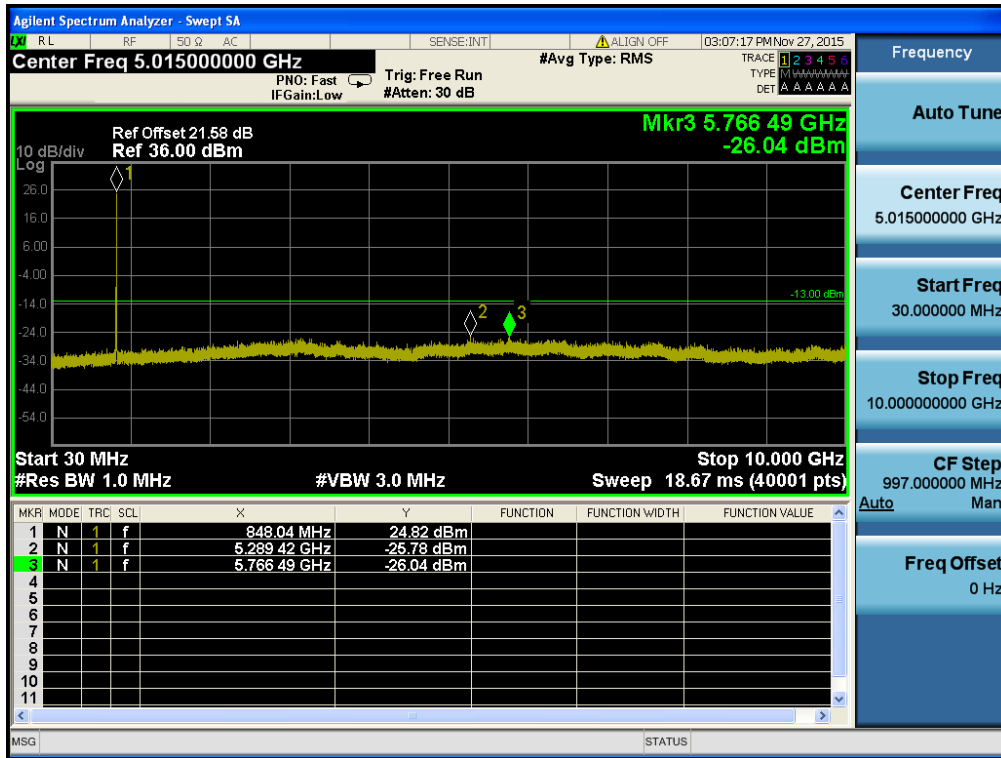 Agilent Spectrum Analyzer - Swept SA
LXI RL RF 50 Ω AC SENSE:INT ALIGN OFF 03:07:17 PM Nov 27, 2015
Center Freq 5.015000000 GHz #Avg Type: RMS TRACE 1 2 3 4 5 6
PNO: Fast Trig: Free Run TYPE M WWWWW
IFGain:Low #Atten: 30 dB DET A A A A A A
Mkr3 5.766 49 GHz
-26.04 dBm
Ref Offset 21.58 dB
10 dB/div Ref 36.00 dBm
Log
1
26.0
16.0
6.00
-4.00
-13.00 dBm
-14.0
2 3
-24.0
-34.0
-44.0
-54.0
Start 30 MHz Stop 10.000 GHz
#Res BW 1.0 MHz #VBW 3.0 MHz Sweep 18.67 ms (40001 pts)
MKR MODE TRC SCL X Y FUNCTION FUNCTION WIDTH FUNCTION VALUE
1 N 1 f 848.04 MHz 24.82 dBm
2 N 1 f 5.289 42 GHz -25.78 dBm
3 N 1 f 5.766 49 GHz -26.04 dBm
4
5
6
7
8
9
10
11
MSG STATUS
Frequency
Auto Tune
Center Freq
5.015000000 GHz
Start Freq
30.000000 MHz
Stop Freq
10.000000000 GHz
CF Step
997.000000 MHz
Auto Man
Freq Offset
0 Hz